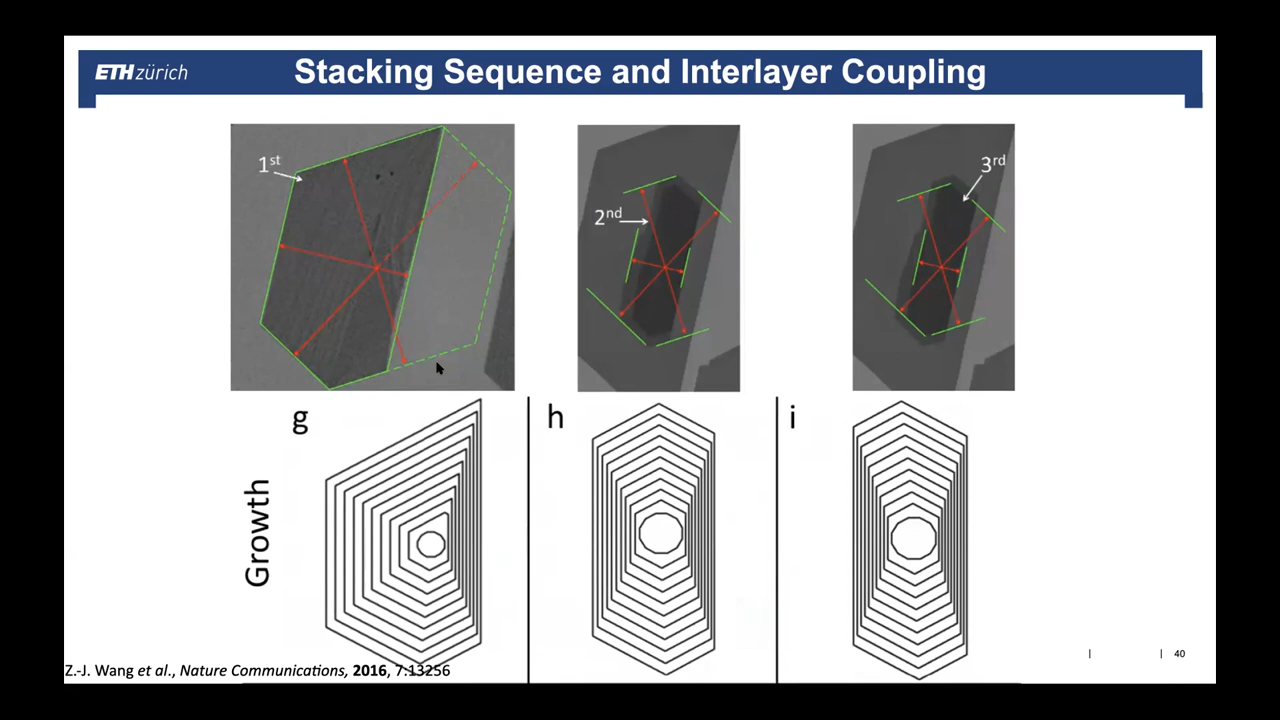 ETH zürich
Stacking Sequence and Interlayer Coupling
1st
2nd
3rd
g
h
i
Growth
Z.-J. Wang et al., Nature Communications, 2016, 7:13256
| | 40